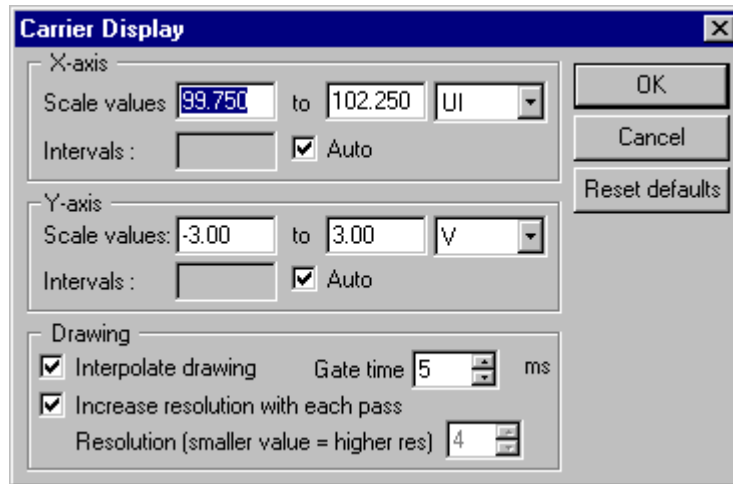 Carrier Display
X-axis
Scale values 99.750 to 102.250 UI
Intervals : Auto
Y-axis
Scale values: -3.00 to 3.00 V
Intervals : Auto
Drawing
Interpolate drawing Gate time 5 ms
Increase resolution with each pass
Resolution (smaller value = higher res) 4
OK
Cancel
Reset defaults